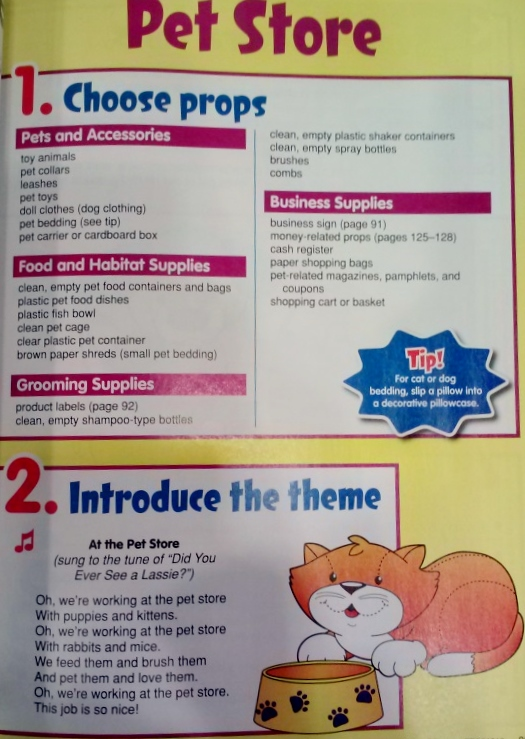 Pet Store
1. Choose props
Pets and Accessories
toy animals
pet collars
leashes
pet toys
doll clothes (dog clothing)
pet bedding (see tip)
pet carrier or cardboard box
Food and Habitat Supplies
clean, empty pet food containers and bags
plastic pet food dishes
plastic fish bowl
clean pet cage
clear plastic pet container
brown paper shreds (small pet bedding)
Grooming Supplies
product labels (page 92)
clean, empty shampoo-type bottles
clean, empty plastic shaker containers
clean, empty spray bottles
brushes
combs
Business Supplies
business sign (page 91)
money-related props (pages 125–128)
cash register
paper shopping bags
pet-related magazines, pamphlets, and
coupons
shopping cart or basket
Tip!
For cat or dog
bedding, slip a pillow into
a decorative pillowcase.
2. Introduce the theme
At the Pet Store
(sung to the tune of "Did You
Ever See a Lassie?")
Oh, we're working at the pet store
With puppies and kittens.
Oh, we're working at the pet store
With rabbits and mice.
We feed them and brush them
And pet them and love them.
Oh, we're working at the pet store.
This job is so nice!